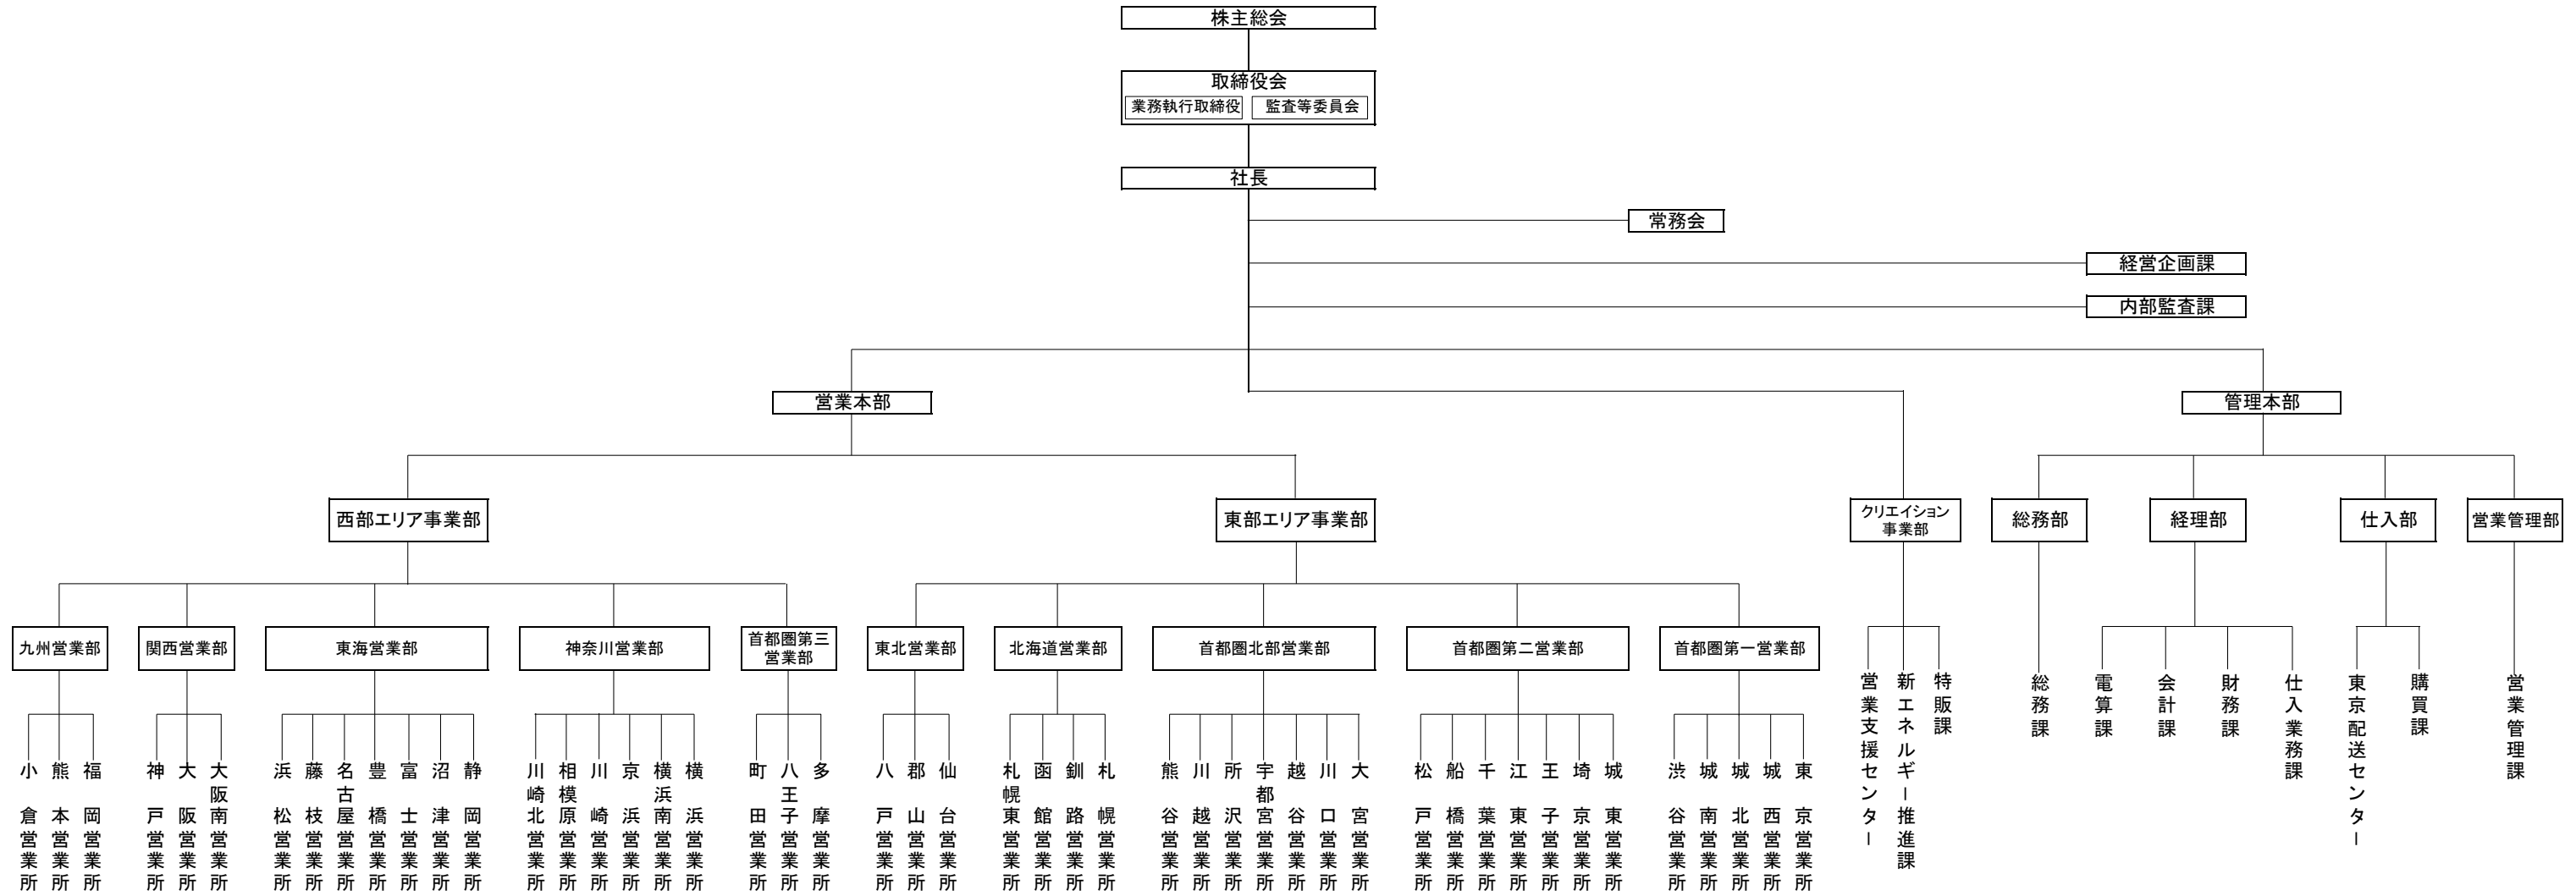 株主総会
取締役会
業務執行取締役
監査等委員会
社長
常務会
経営企画課
内部監査課
営業本部
管理本部
西部エリア事業部
東部エリア事業部
クリエイション
事業部
総務部
経理部
仕入部
営業管理部
九州営業部
関西営業部
東海営業部
神奈川営業部
首都圏第三
営業部
東北営業部
北海道営業部
首都圏北部営業部
首都圏第二営業部
首都圏第一営業部
小倉営業所
熊本営業所
福岡営業所
神戸営業所
大阪営業所
大阪南営業所
浜松営業所
藤枝営業所
名古屋営業所
豊橋営業所
富士営業所
沼津営業所
静岡営業所
川崎北営業所
相模原営業所
川崎営業所
京浜営業所
横浜南営業所
横浜営業所
町田営業所
八王子営業所
多摩営業所
八戸営業所
郡山営業所
仙台営業所
札幌東営業所
函館営業所
釧路営業所
札幌営業所
熊谷営業所
川越営業所
所沢営業所
宇都宮営業所
越谷営業所
川口営業所
大宮営業所
松戸営業所
船橋営業所
千葉営業所
江東営業所
王子営業所
埼京営業所
城東営業所
渋谷営業所
城南営業所
城北営業所
城西営業所
東京営業所
営業支援センター
新エネルギー推進課
特販課
総務課
電算課
会計課
財務課
仕入業務課
東京配送センター
購買課
営業管理課